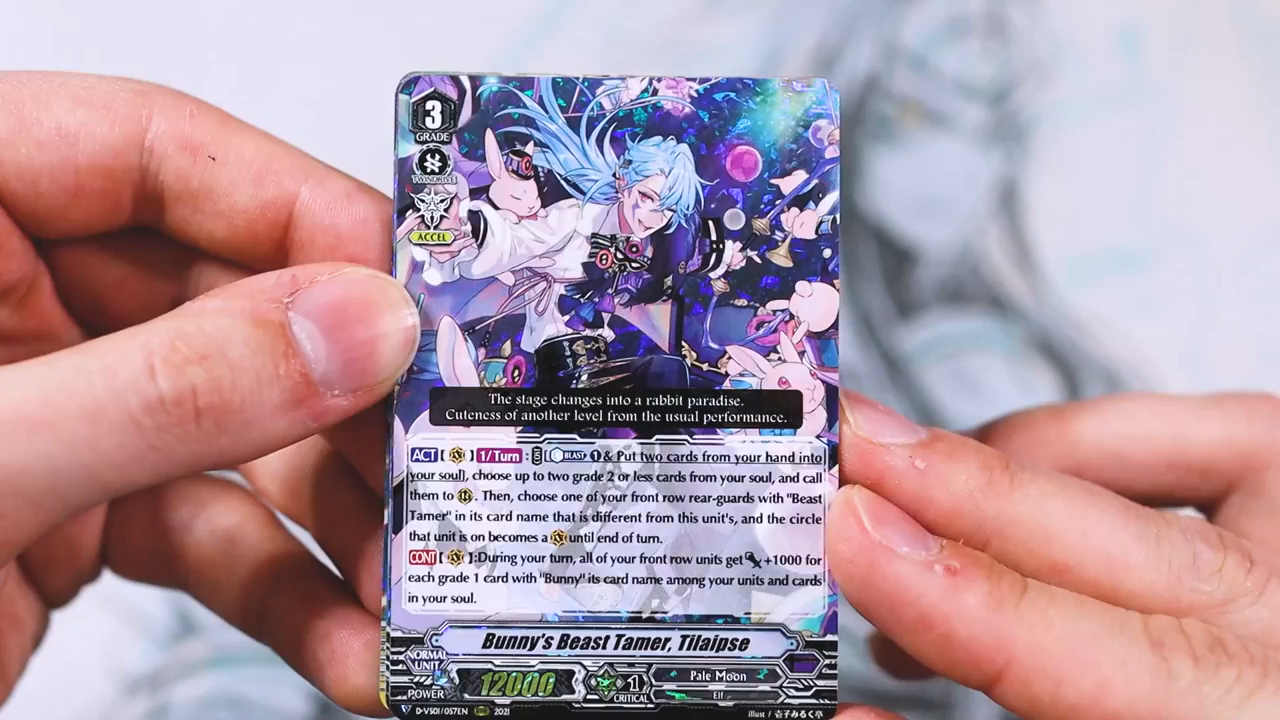 3
GRADE
TWINDRIVE!!
ACCEL
The stage changes into a rabbit paradise.
Cuteness of another level from the usual performance.
ACT【 】1/Turn : COST [ BLAST 1 & Put two cards from your hand into
your soul], choose up to two grade 2 or less cards from your soul, and call
them to . Then, choose one of your front row rear-guards with "Beast
Tamer" in its card name that is different from this unit's, and the circle
that unit is on becomes a until end of turn.
CONT【 】:During your turn, all of your front row units get +1000 for
each grade 1 card with "Bunny" its card name among your units and cards
in your soul.
Bunny's Beast Tamer, Tilaipse
NORMAL
UNIT
POWER 12000 1 CRITICAL
Pale Moon
Elf
D-VS01/057EN 2021 illust / 壱子みるく亭